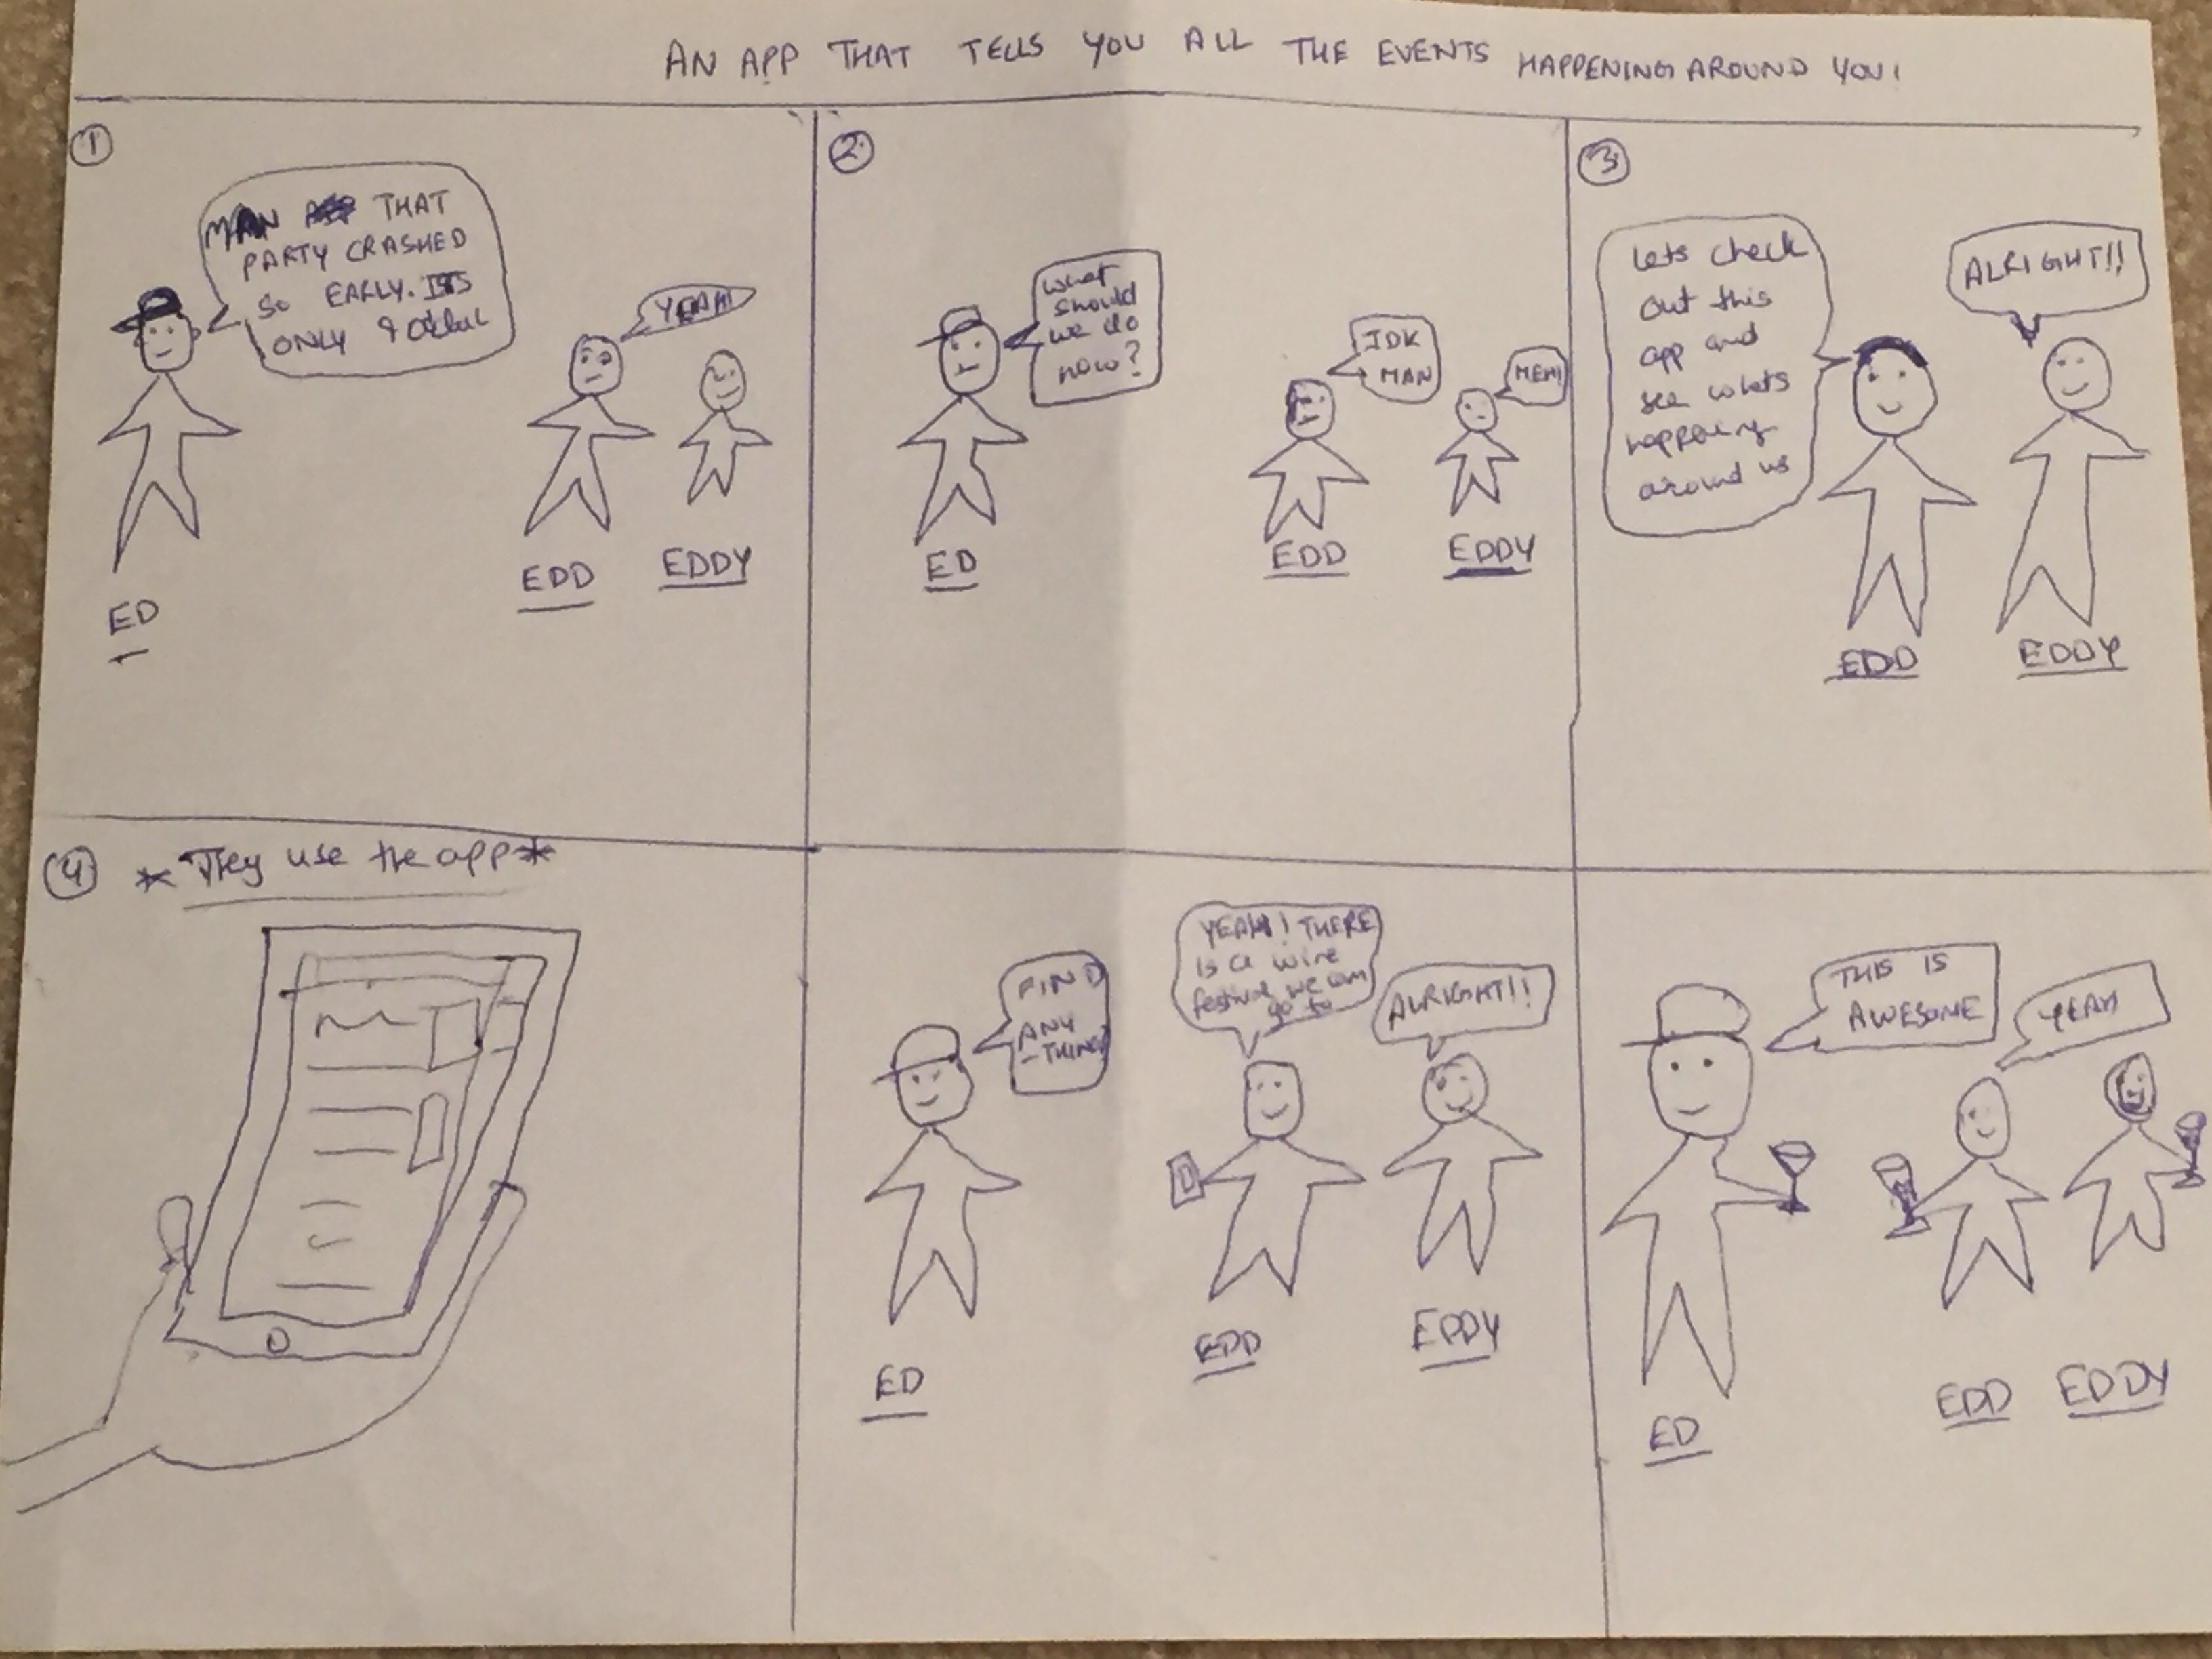 AN APP THAT TELLS YOU ALL THE EVENTS HAPPENING AROUND YOU!
1
MAN THAT
PARTY CRASHED
SO EARLY. ITS
ONLY 9
YEAH!
ED
EDD
EDDY
2
what
should
we do
now?
IDK
MAN
MEH!
ED
EDD
EDDY
3
Lets check
out this
app and
see whats
happening
around us
ALRIGHT!!
EDD
EDDY
4
* They use the app *
FIND
ANY
-THING?
YEAH! THERE
is a wine
festival we can
go to
ALRIGHT!!
ED
EDD
EDDY
THIS IS
AWESOME
YEAH
ED
EDD
EDDY